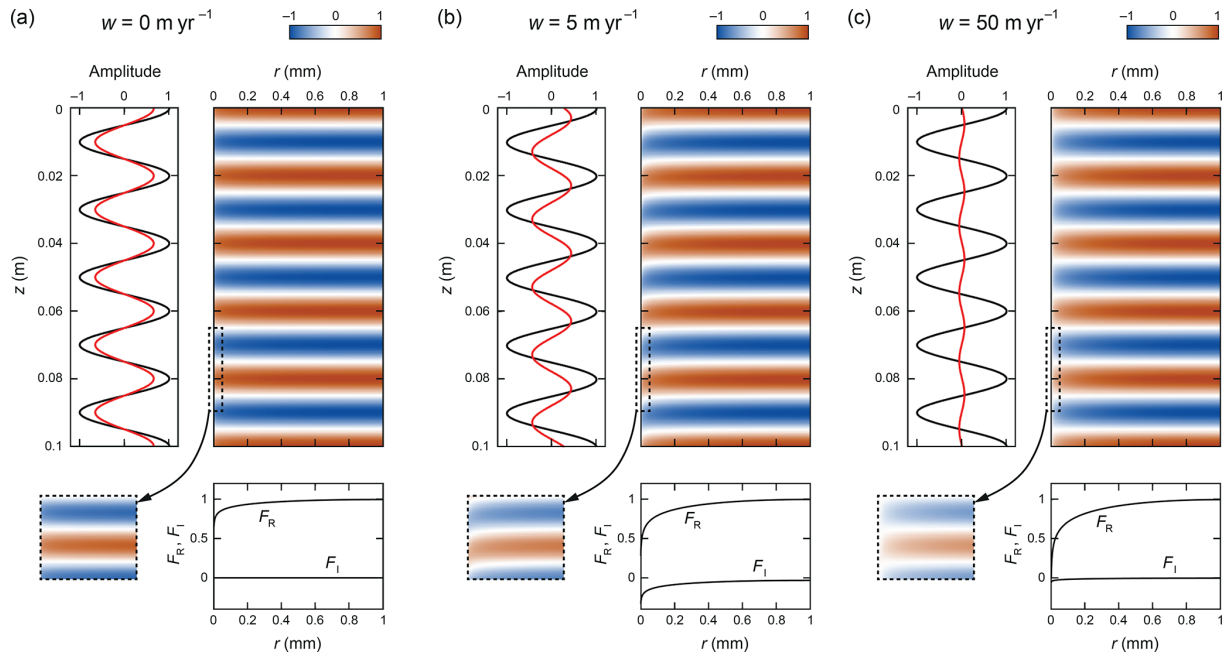 (a)
w = 0 m yr⁻¹
−1 0 1
Amplitude
−1 0 1
r (mm)
0 0.2 0.4 0.6 0.8 1
0
0.02
0.04
z (m)
0.06
0.08
0.1
1
0.5
0
F_R, F_I
F_R
F_I
0 0.2 0.4 0.6 0.8 1
r (mm)
(b)
w = 5 m yr⁻¹
−1 0 1
Amplitude
−1 0 1
r (mm)
0 0.2 0.4 0.6 0.8 1
0
0.02
0.04
z (m)
0.06
0.08
0.1
1
0.5
0
F_R, F_I
F_R
F_I
0 0.2 0.4 0.6 0.8 1
r (mm)
(c)
w = 50 m yr⁻¹
−1 0 1
Amplitude
−1 0 1
r (mm)
0 0.2 0.4 0.6 0.8 1
0
0.02
0.04
z (m)
0.06
0.08
0.1
1
0.5
0
F_R, F_I
F_R
F_I
0 0.2 0.4 0.6 0.8 1
r (mm)